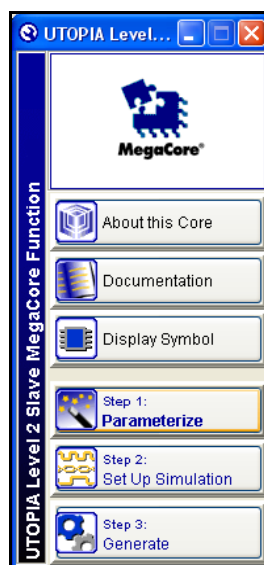 UTOPIA Level...
MegaCore®
UTOPIA Level 2 Slave MegaCore Function
About this Core
Documentation
Display Symbol
Step 1:
Parameterize
Step 2:
Set Up Simulation
Step 3:
Generate